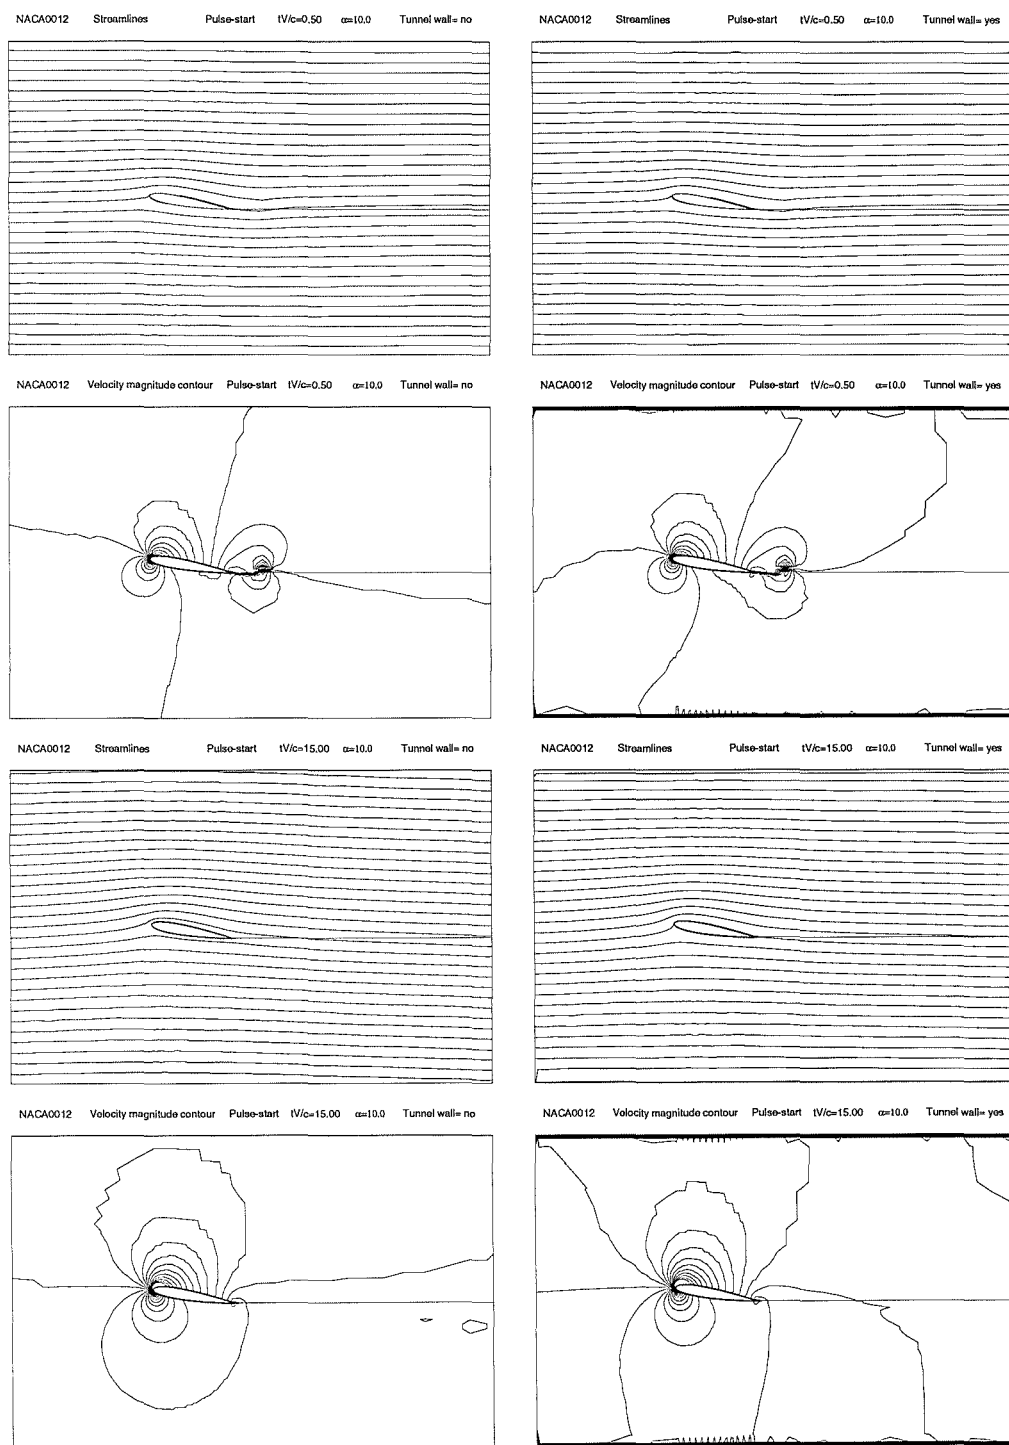 NACA0012 Streamlines Pulse-start tV/c=0.50 α=10.0 Tunnel wall= no
NACA0012 Streamlines Pulse-start tV/c=0.50 α=10.0 Tunnel wall= yes
NACA0012 Velocity magnitude contour Pulse-start tV/c=0.50 α=10.0 Tunnel wall= no
NACA0012 Velocity magnitude contour Pulse-start tV/c=0.50 α=10.0 Tunnel wall= yes
NACA0012 Streamlines Pulse-start tV/c=15.00 α=10.0 Tunnel wall= no
NACA0012 Streamlines Pulse-start tV/c=15.00 α=10.0 Tunnel wall= yes
NACA0012 Velocity magnitude contour Pulse-start tV/c=15.00 α=10.0 Tunnel wall= no
NACA0012 Velocity magnitude contour Pulse-start tV/c=15.00 α=10.0 Tunnel wall= yes